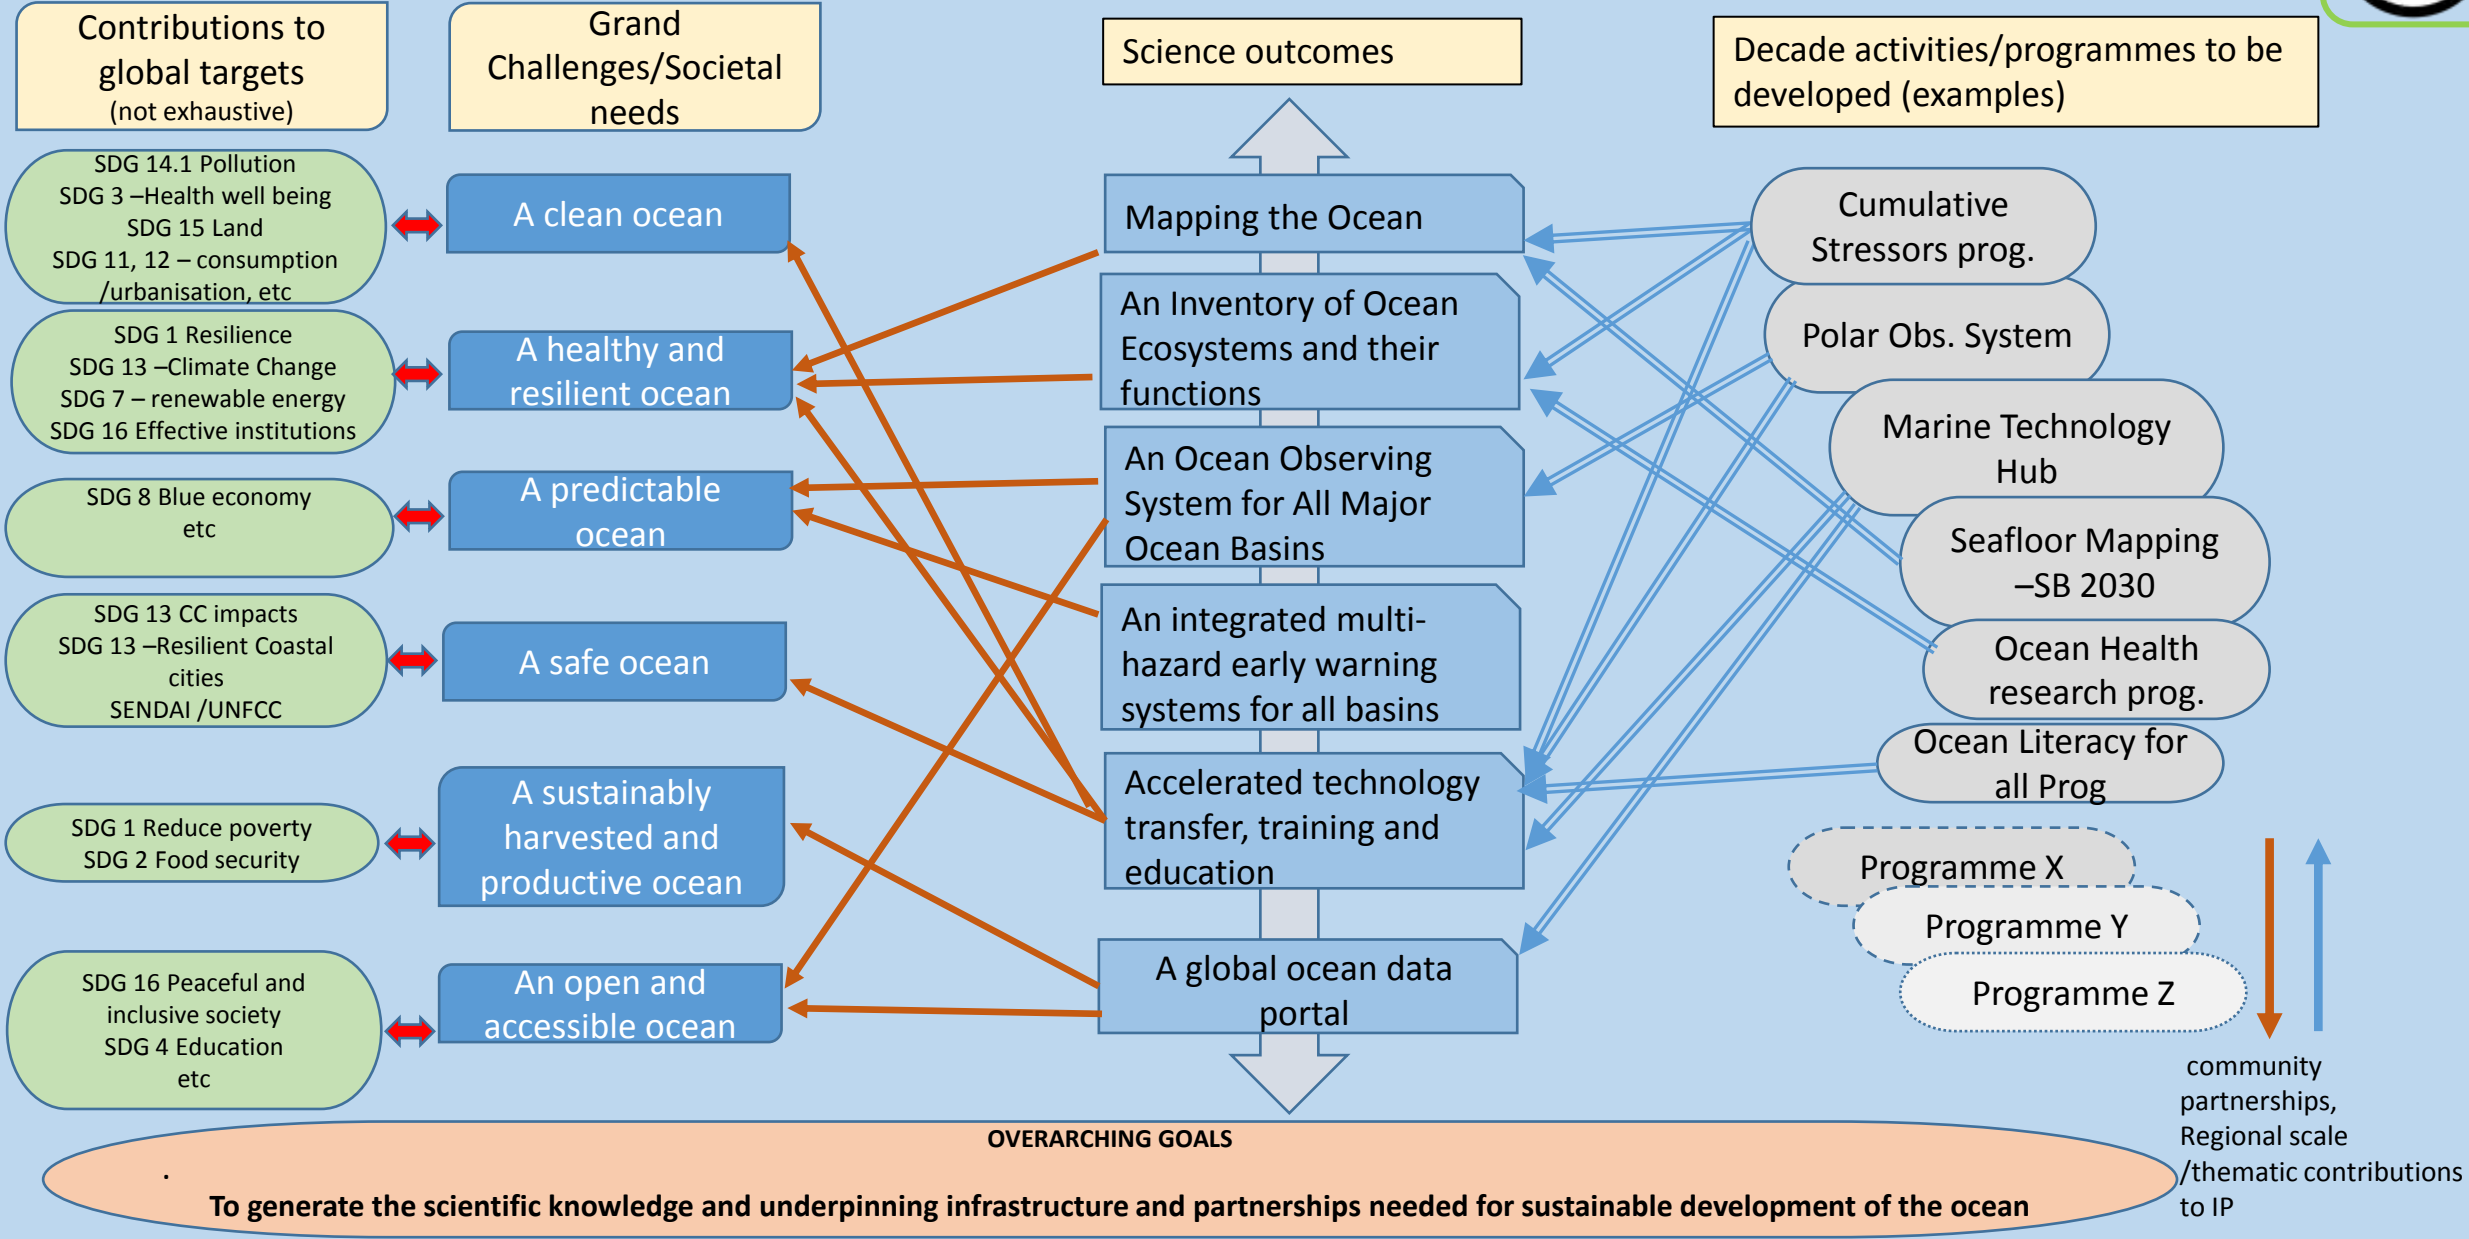 Contributions to
global targets
(not exhaustive)
Grand
Challenges/Societal
needs
Science outcomes
Decade activities/programmes to be
developed (examples)
SDG 14.1 Pollution
SDG 3 –Health well being
SDG 15 Land
SDG 11, 12 – consumption
/urbanisation, etc
SDG 1 Resilience
SDG 13 –Climate Change
SDG 7 – renewable energy
SDG 16 Effective institutions
SDG 8 Blue economy
etc
SDG 13 CC impacts
SDG 13 –Resilient Coastal
cities
SENDAI /UNFCC
SDG 1 Reduce poverty
SDG 2 Food security
SDG 16 Peaceful and
inclusive society
SDG 4 Education
etc
A clean ocean
A healthy and
resilient ocean
A predictable
ocean
A safe ocean
A sustainably
harvested and
productive ocean
An open and
accessible ocean
Mapping the Ocean
An Inventory of Ocean
Ecosystems and their
functions
An Ocean Observing
System for All Major
Ocean Basins
An integrated multi-
hazard early warning
systems for all basins
Accelerated technology
transfer, training and
education
A global ocean data
portal
Cumulative
Stressors prog.
Polar Obs. System
Marine Technology
Hub
Seafloor Mapping
–SB 2030
Ocean Health
research prog.
Ocean Literacy for
all Prog
Programme X
Programme Y
Programme Z
community
partnerships,
Regional scale
/thematic contributions
to IP
OVERARCHING GOALS
.
To generate the scientific knowledge and underpinning infrastructure and partnerships needed for sustainable development of the ocean